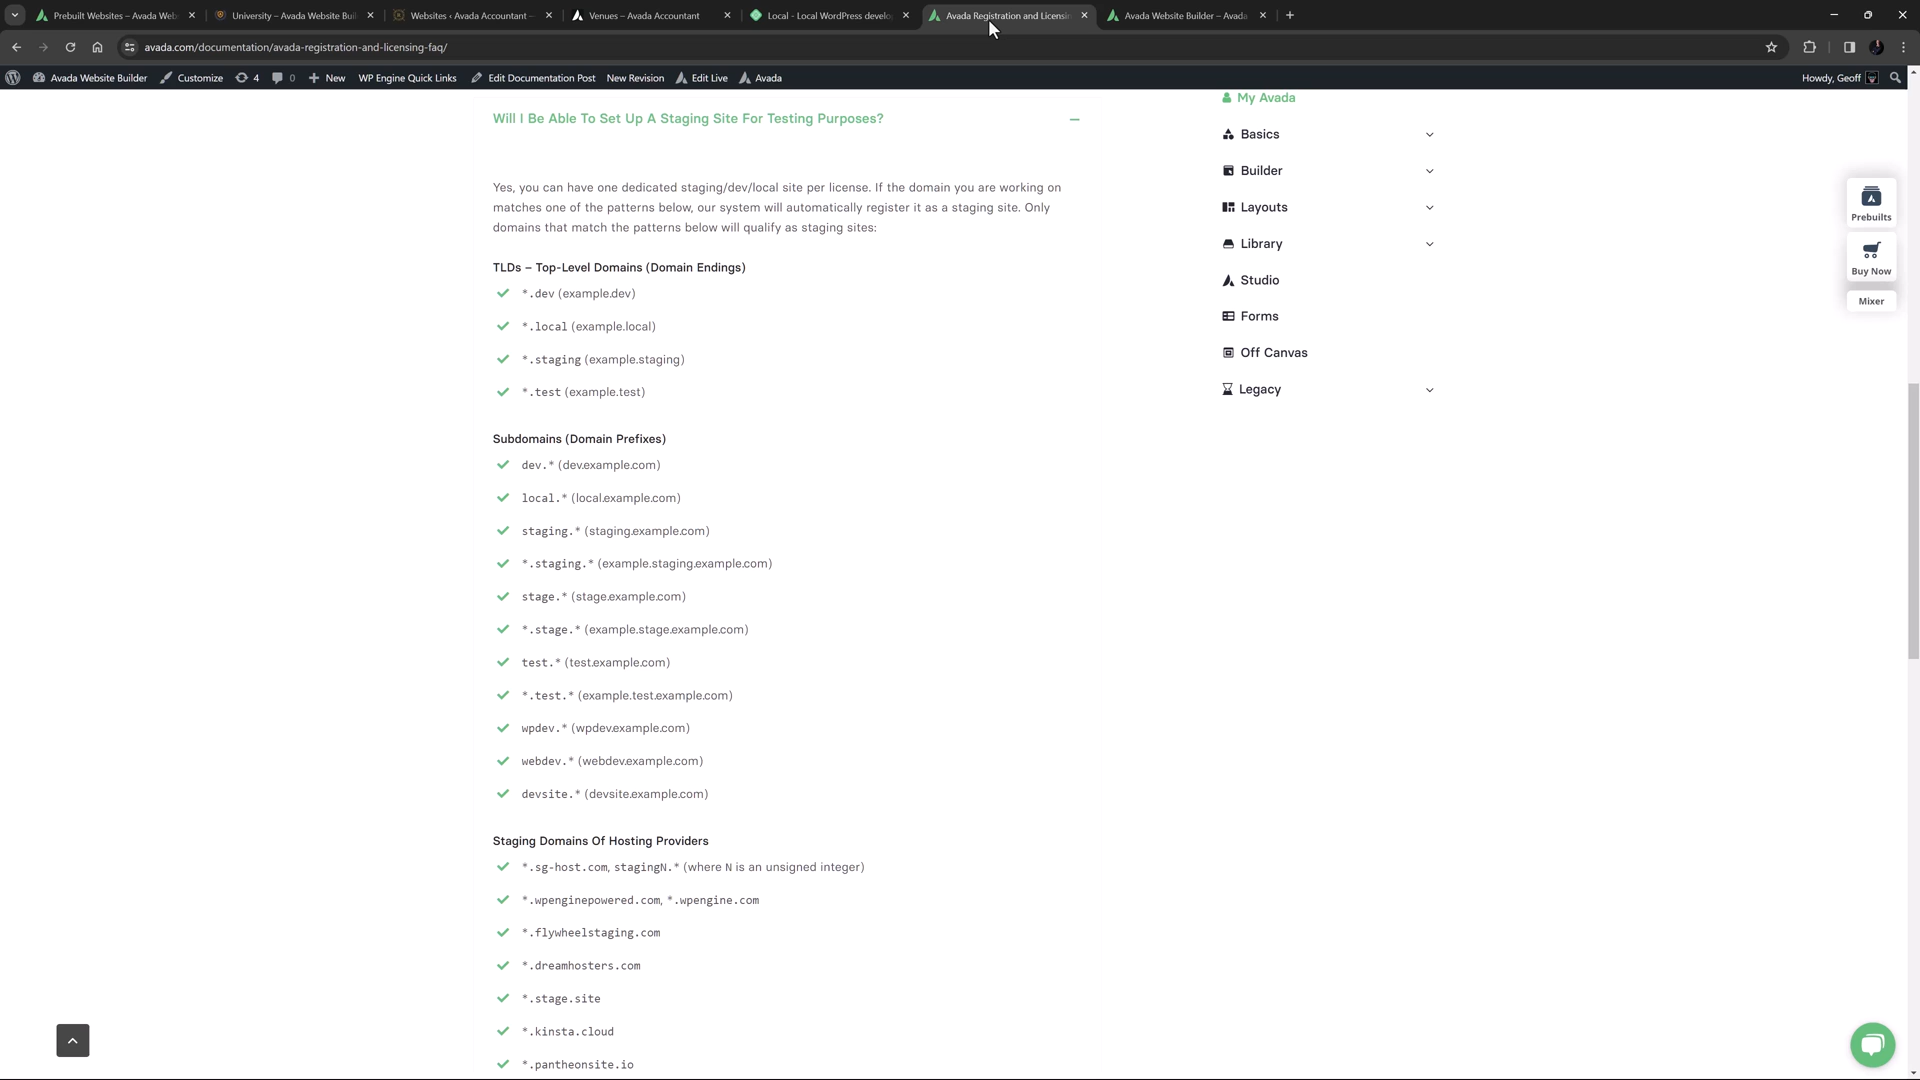 Prebuilt Websites – Avada Web
University – Avada Website Buil
Websites ‹ Avada Accountant –
Venues – Avada Accountant
Local - Local WordPress develo
Avada Registration and Licensin
Avada Website Builder – Avada
avada.com/documentation/avada-registration-and-licensing-faq/
Avada Website Builder
Customize
4
0
New
WP Engine Quick Links
Edit Documentation Post
New Revision
Edit Live
Avada
Howdy, Geoff
Will I Be Able To Set Up A Staging Site For Testing Purposes?
Yes, you can have one dedicated staging/dev/local site per license. If the domain you are working on
matches one of the patterns below, our system will automatically register it as a staging site. Only
domains that match the patterns below will qualify as staging sites:
TLDs – Top-Level Domains (Domain Endings)
*.dev (example.dev)
*.local (example.local)
*.staging (example.staging)
*.test (example.test)
Subdomains (Domain Prefixes)
dev.* (dev.example.com)
local.* (local.example.com)
staging.* (staging.example.com)
*.staging.* (example.staging.example.com)
stage.* (stage.example.com)
*.stage.* (example.stage.example.com)
test.* (test.example.com)
*.test.* (example.test.example.com)
wpdev.* (wpdev.example.com)
webdev.* (webdev.example.com)
devsite.* (devsite.example.com)
Staging Domains Of Hosting Providers
*.sg-host.com, stagingN.* (where N is an unsigned integer)
*.wpenginepowered.com, *.wpengine.com
*.flywheelstaging.com
*.dreamhosters.com
*.stage.site
*.kinsta.cloud
*.pantheonsite.io
My Avada
Basics
Builder
Layouts
Library
Studio
Forms
Off Canvas
Legacy
Prebuilts
Buy Now
Mixer